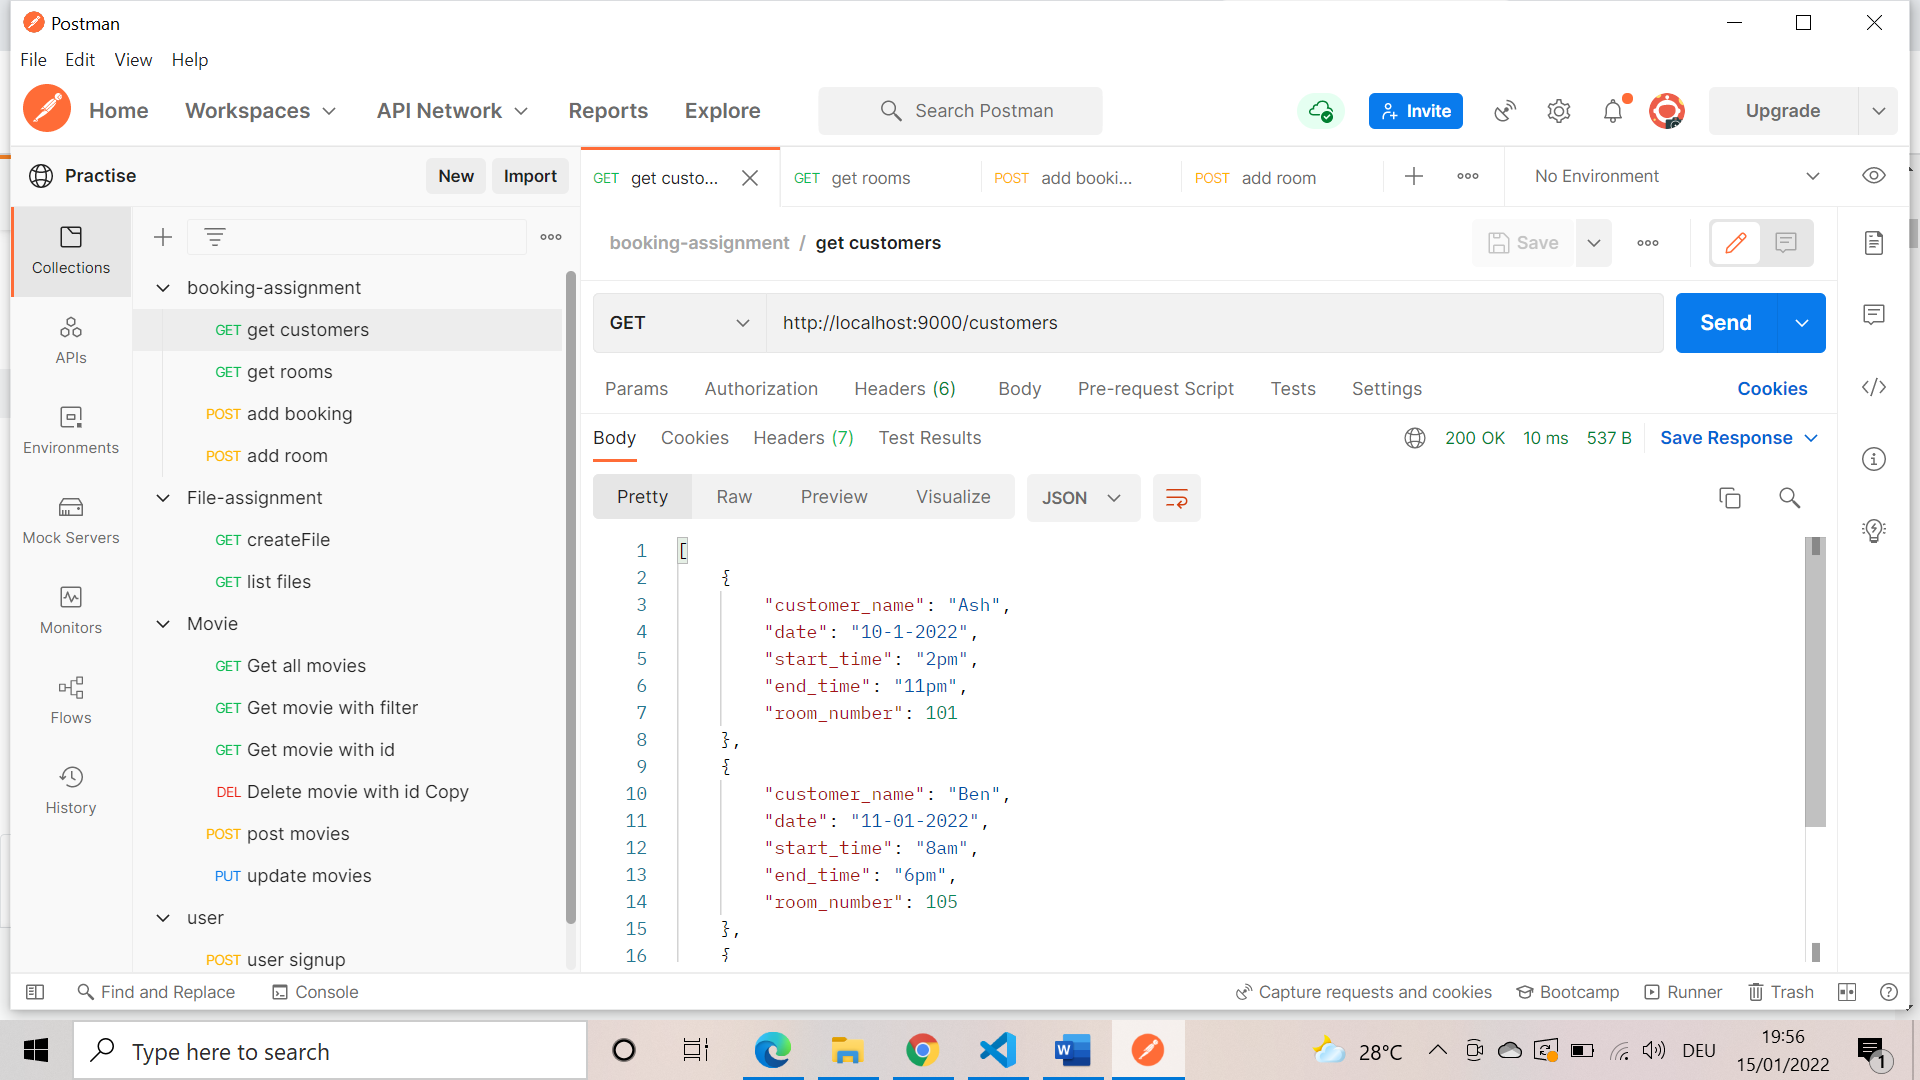 Postman
File Edit View Help
Home Workspaces API Network Reports Explore Search Postman Invite Upgrade
Practise New Import
GET get custo... GET get rooms POST add booki... POST add room No Environment
Collections
APIs
Environments
Mock Servers
Monitors
Flows
History
booking-assignment
GET get customers
GET get rooms
POST add booking
POST add room
File-assignment
GET createFile
GET list files
Movie
GET Get all movies
GET Get movie with filter
GET Get movie with id
DEL Delete movie with id Copy
POST post movies
PUT update movies
user
POST user signup
booking-assignment / get customers Save
GET http://localhost:9000/customers Send
Params Authorization Headers (6) Body Pre-request Script Tests Settings Cookies
Body Cookies Headers (7) Test Results 200 OK 10 ms 537 B Save Response
Pretty Raw Preview Visualize JSON
1 [
2 {
3 "customer_name": "Ash",
4 "date": "10-1-2022",
5 "start_time": "2pm",
6 "end_time": "11pm",
7 "room_number": 101
8 },
9 {
10 "customer_name": "Ben",
11 "date": "11-01-2022",
12 "start_time": "8am",
13 "end_time": "6pm",
14 "room_number": 105
15 },
16 {
Find and Replace Console Capture requests and cookies Bootcamp Runner Trash
Type here to search 28°C DEU 19:56
15/01/2022 1